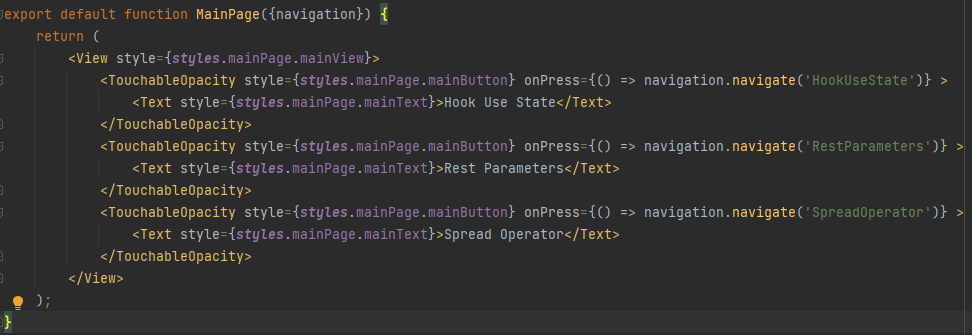 export default function MainPage({navigation}) {
    return (
        <View style={styles.mainPage.mainView}>
            <TouchableOpacity style={styles.mainPage.mainButton} onPress={() => navigation.navigate('HookUseState')} >
                <Text style={styles.mainPage.mainText}>Hook Use State</Text>
            </TouchableOpacity>
            <TouchableOpacity style={styles.mainPage.mainButton} onPress={() => navigation.navigate('RestParameters')} >
                <Text style={styles.mainPage.mainText}>Rest Parameters</Text>
            </TouchableOpacity>
            <TouchableOpacity style={styles.mainPage.mainButton} onPress={() => navigation.navigate('SpreadOperator')} >
                <Text style={styles.mainPage.mainText}>Spread Operator</Text>
            </TouchableOpacity>
        </View>
    );
}